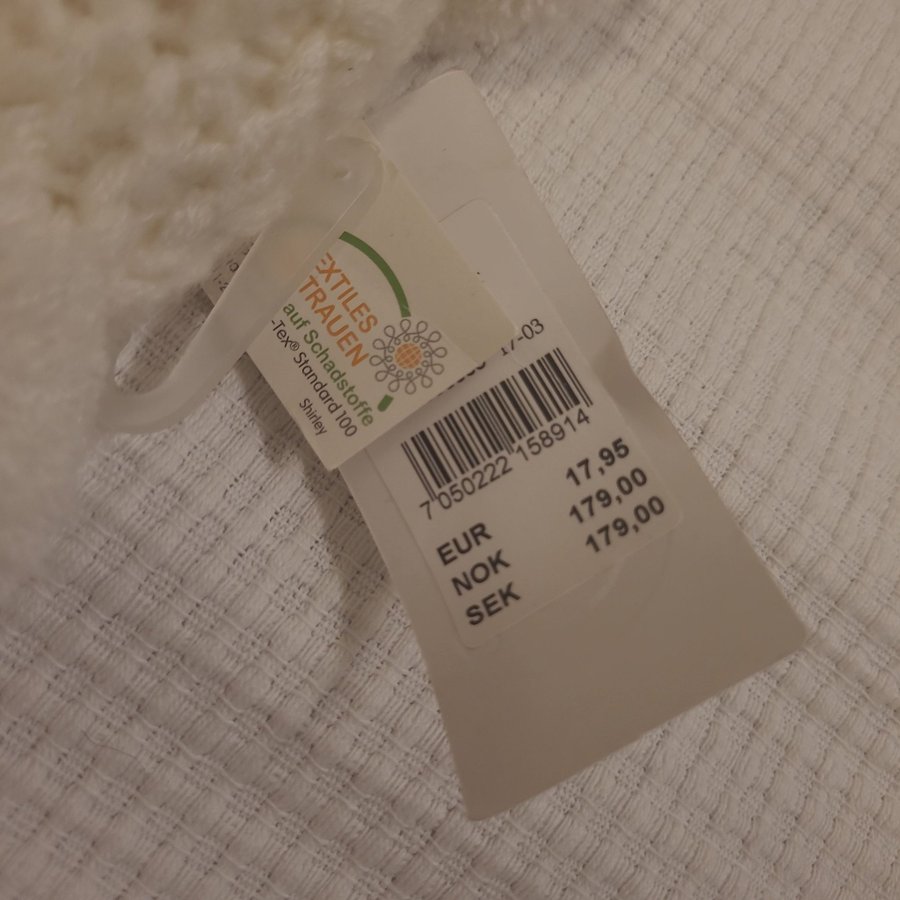 EXTILES
TRAUEN
auf Schadstoffe
-Tex® Standard 100
Shirley
17-03
7 050222 158914
EUR 17,95
NOK 179,00
SEK 179,00